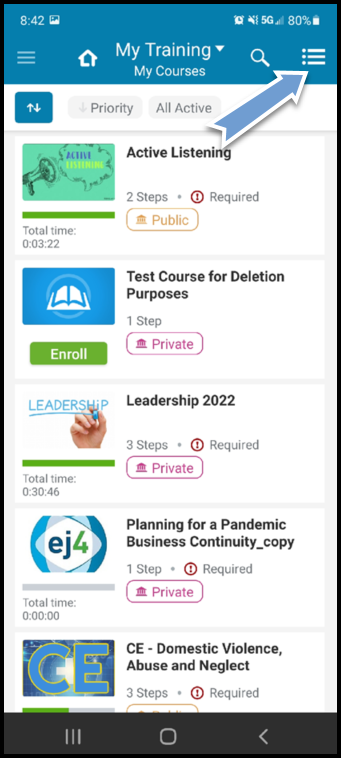 8:42
5G 80%
My Training
My Courses
Priority
All Active
ACTIVE
LISTENING
Active Listening
2 Steps • Required
Public
Total time:
0:03:22
Test Course for Deletion
Purposes
1 Step
Private
Enroll
LEADERSHIP
Leadership 2022
3 Steps • Required
Private
Total time:
0:30:46
ej4
Planning for a Pandemic
Business Continuity_copy
1 Step • Required
Private
Total time:
0:00:00
CE
CE - Domestic Violence,
Abuse and Neglect
3 Steps • Required
Public